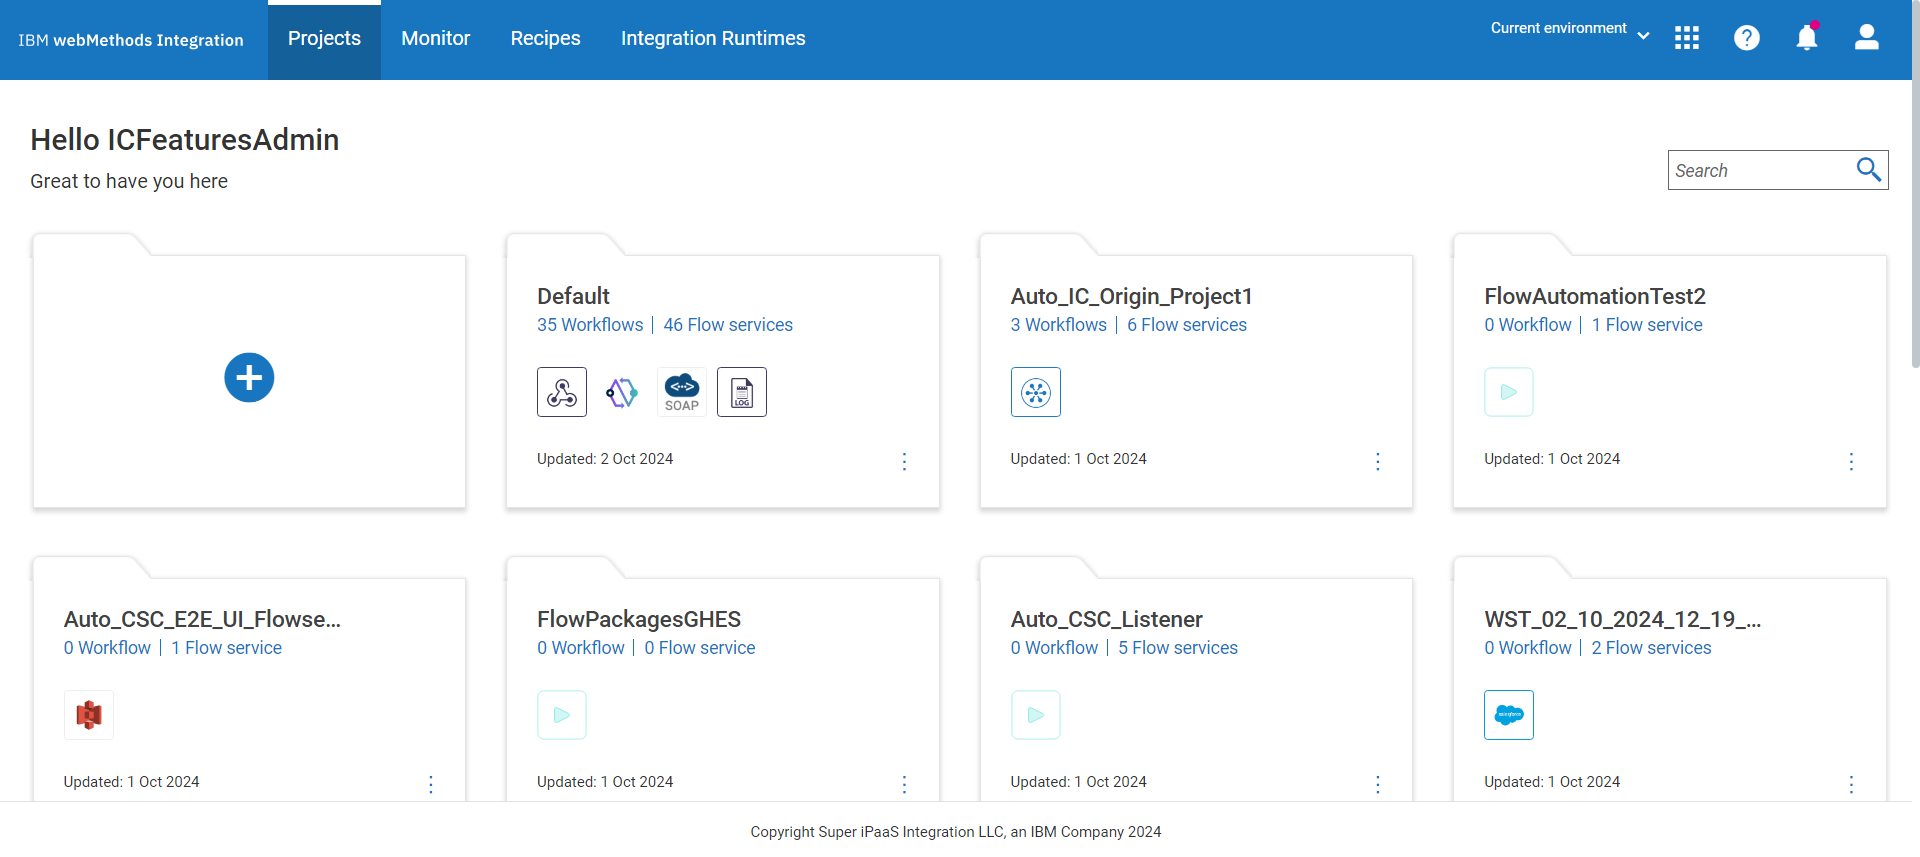 IBM webMethods Integration
Projects
Monitor
Recipes
Integration Runtimes
Current environment
Hello ICFeaturesAdmin
Great to have you here
Search
Default
35 Workflows | 46 Flow services
SOAP
LOG
Updated: 2 Oct 2024
Auto_IC_Origin_Project1
3 Workflows | 6 Flow services
Updated: 1 Oct 2024
FlowAutomationTest2
0 Workflow | 1 Flow service
Updated: 1 Oct 2024
Auto_CSC_E2E_UI_Flowse...
0 Workflow | 1 Flow service
Updated: 1 Oct 2024
FlowPackagesGHES
0 Workflow | 0 Flow service
Updated: 1 Oct 2024
Auto_CSC_Listener
0 Workflow | 5 Flow services
Updated: 1 Oct 2024
WST_02_10_2024_12_19_...
0 Workflow | 2 Flow services
salesforce
Updated: 1 Oct 2024
Copyright Super iPaaS Integration LLC, an IBM Company 2024